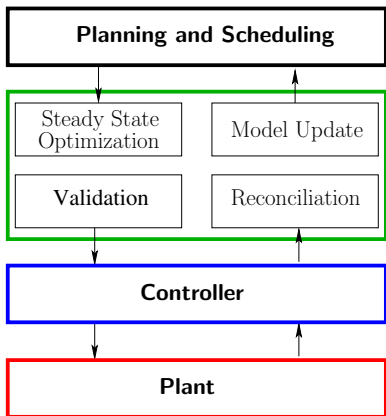 Planning and Scheduling
Steady State
Optimization
Model Update
Validation
Reconciliation
Controller
Plant